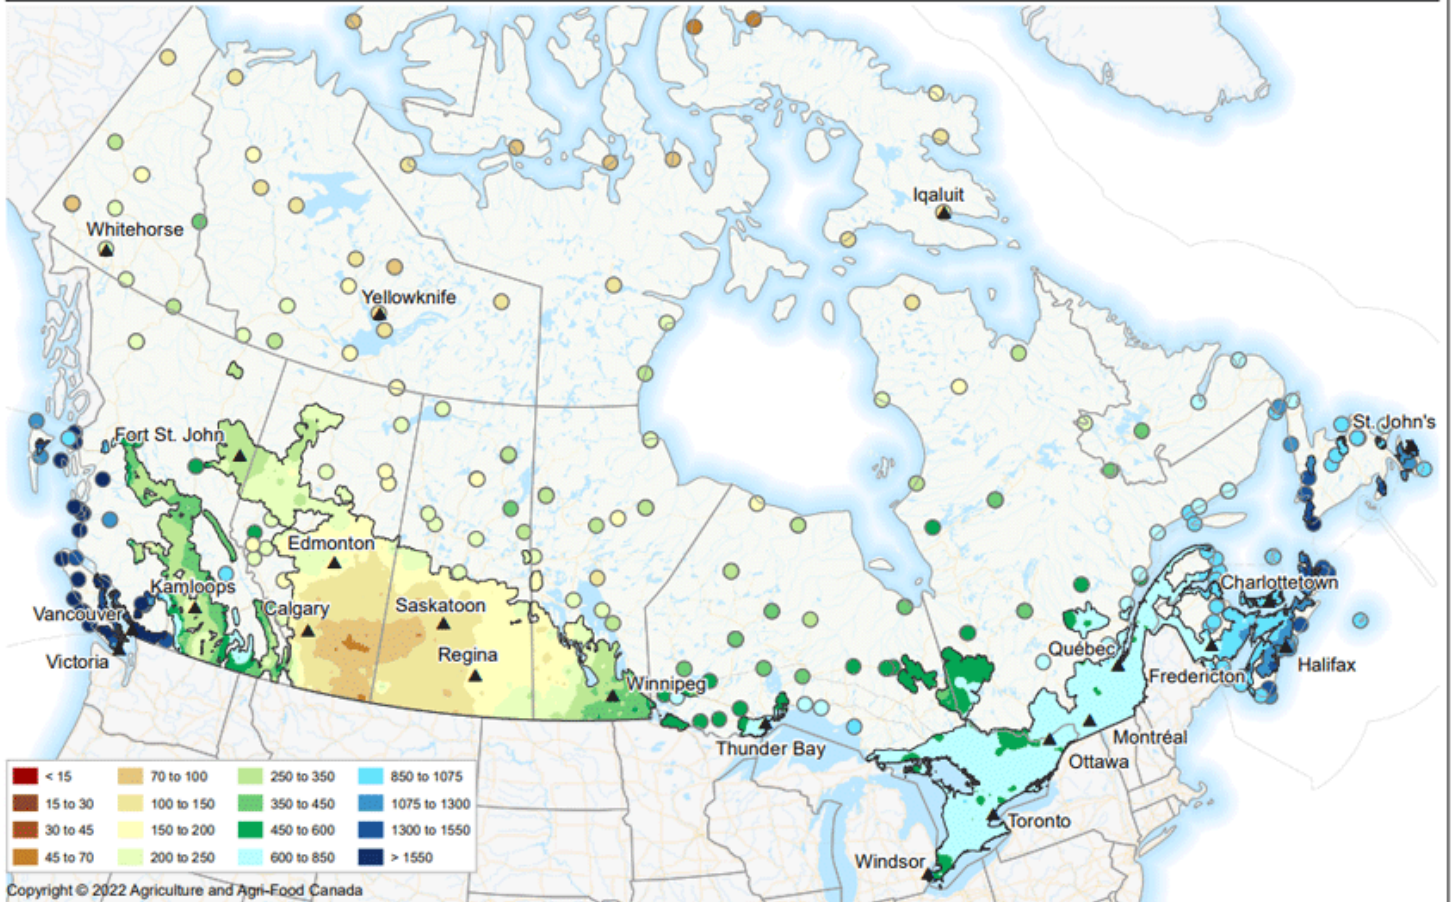 Iqaluit
Whitehorse
Yellowknife
St. John's
Fort St. John
Edmonton
Charlottetown
Kamloops
Vancouver
Calgary
Saskatoon
Québec
Victoria
Regina
Halifax
Fredericton
Winnipeg
Montréal
Thunder Bay
Ottawa
< 15 70 to 100 250 to 350 850 to 1075
15 to 30 100 to 150 350 to 450 1075 to 1300
Toronto
30 to 45 150 to 200 450 to 600 1300 to 1550
45 to 70 200 to 250 600 to 850 > 1550
Windsor
Copyright © 2022 Agriculture and Agri-Food Canada